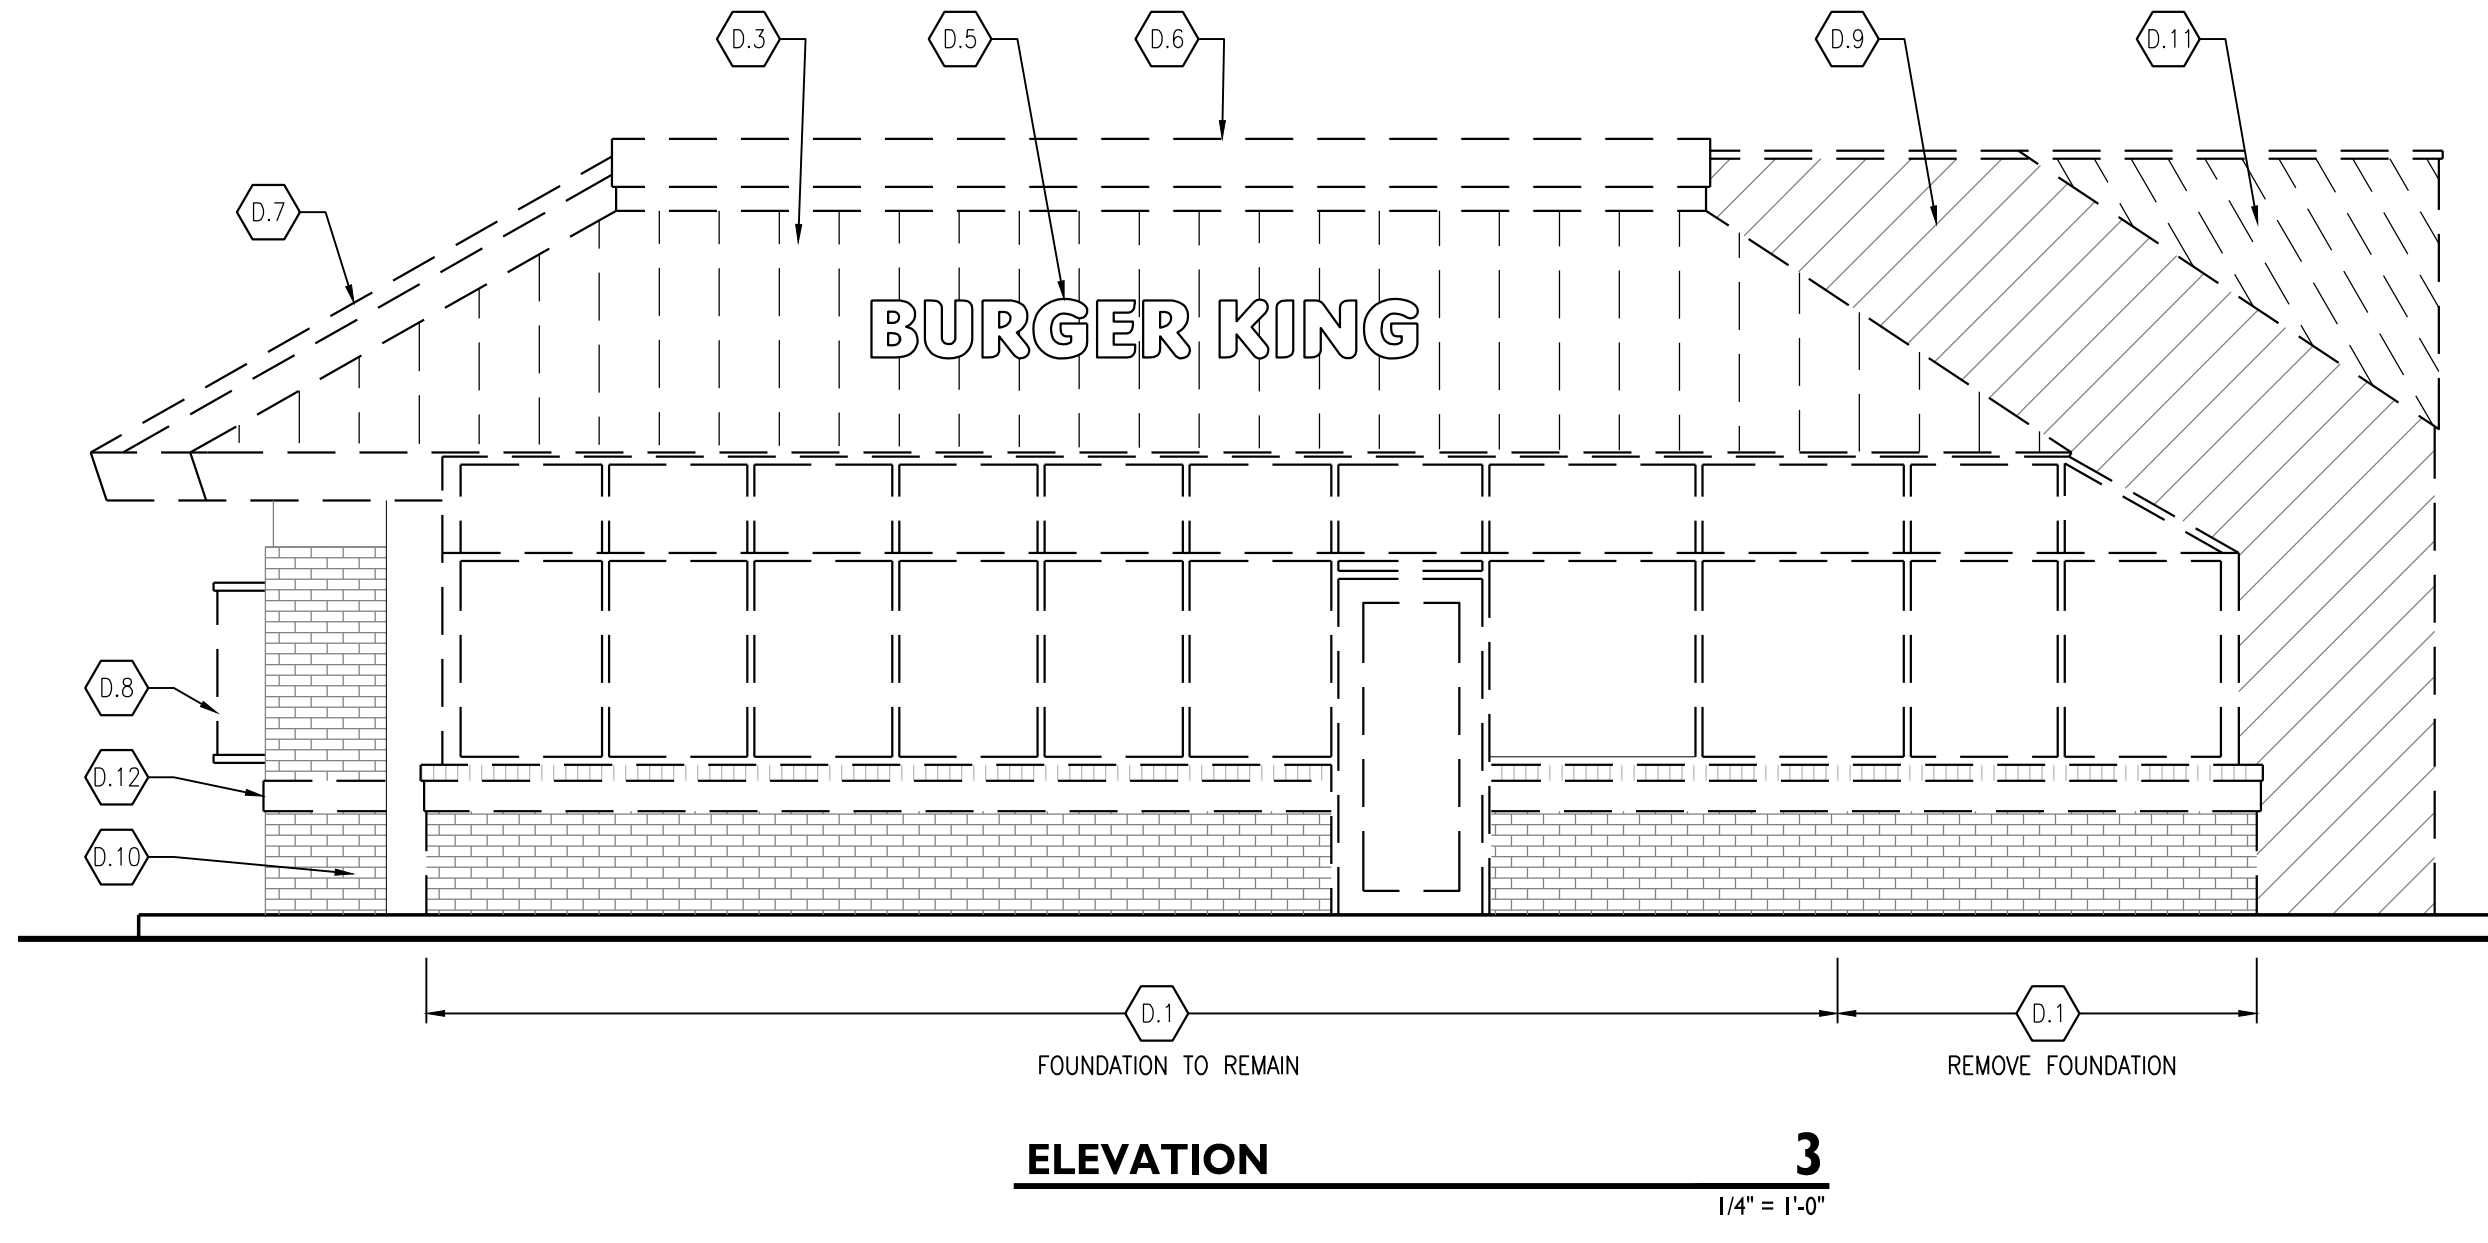 D.3
D.5
D.6
D.9
D.11
D.7
BURGER KING
D.8
D.12
D.10
D.1
D.1
FOUNDATION TO REMAIN
REMOVE FOUNDATION
ELEVATION
3
1/4" = 1'-0"